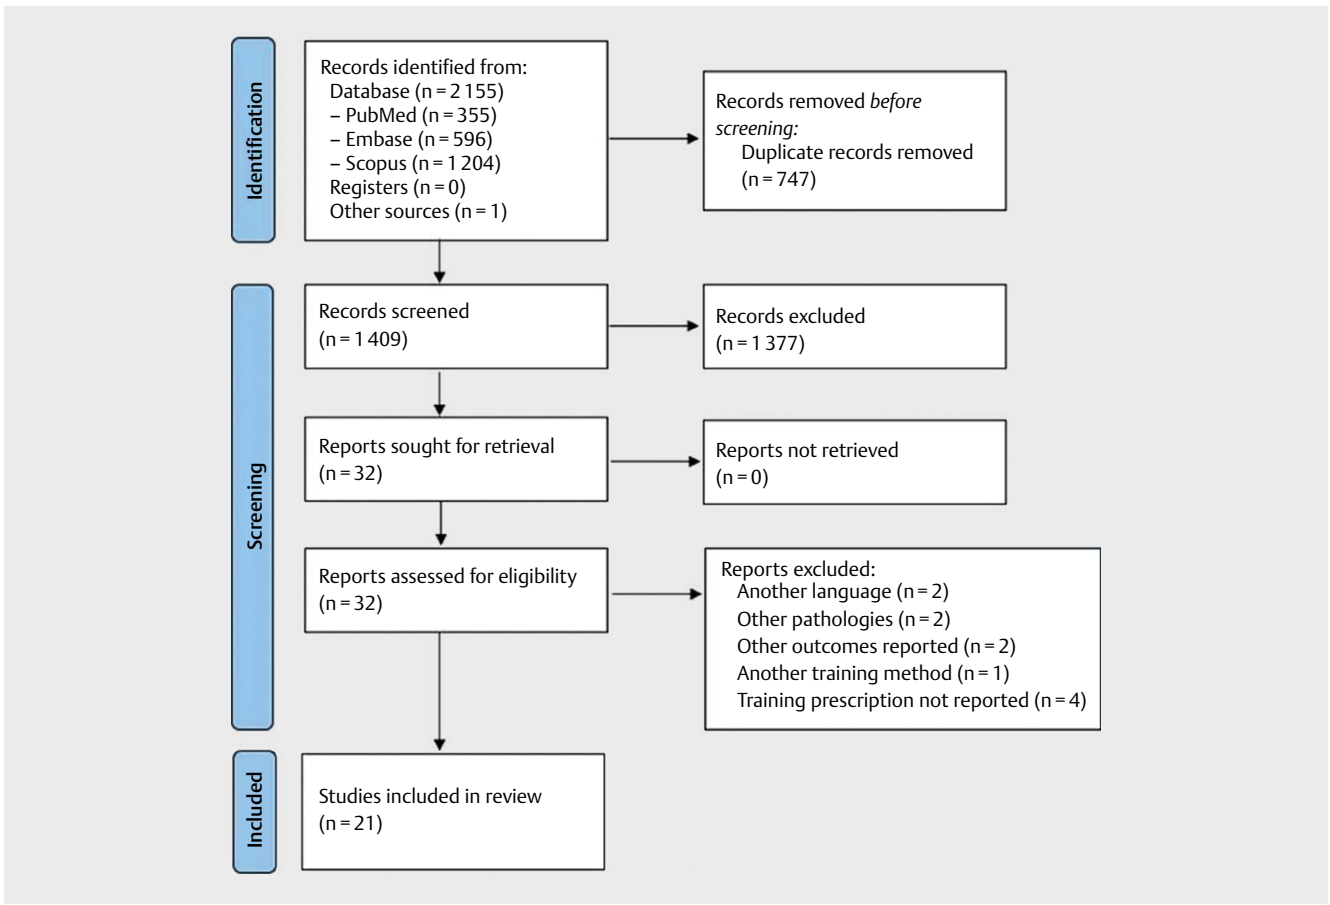 Identification
Records identified from:
Database (n = 2 155)
– PubMed (n = 355)
– Embase (n = 596)
– Scopus (n = 1 204)
Registers (n = 0)
Other sources (n = 1)
Records removed before
screening:
Duplicate records removed
(n = 747)
Screening
Records screened
(n = 1 409)
Records excluded
(n = 1 377)
Reports sought for retrieval
(n = 32)
Reports not retrieved
(n = 0)
Reports assessed for eligibility
(n = 32)
Reports excluded:
Another language (n = 2)
Other pathologies (n = 2)
Other outcomes reported (n = 2)
Another training method (n = 1)
Training prescription not reported (n = 4)
Included
Studies included in review
(n = 21)